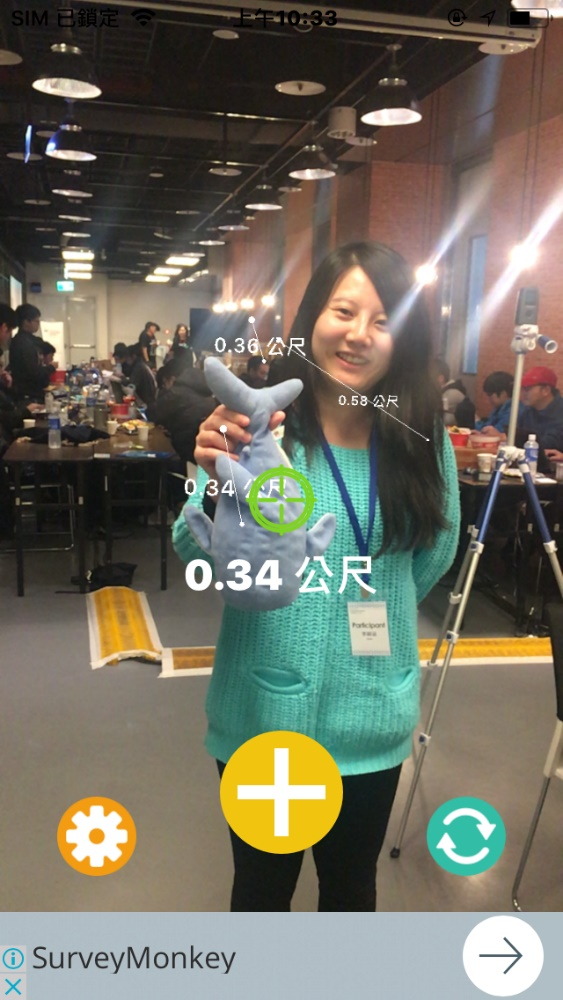 SIM 已鎖定
上午10:33
0.36 公尺
0.58 公尺
0.34 公尺
0.34 公尺
Participant
SurveyMonkey